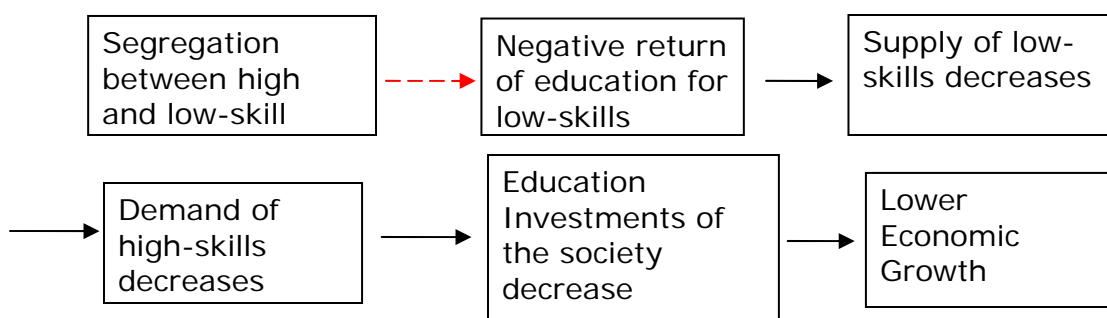 Segregation
between high
and low-skill
Negative return
of education for
low-skills
Supply of low-
skills decreases
Demand of
high-skills
decreases
Education
Investments of
the society
decrease
Lower
Economic
Growth